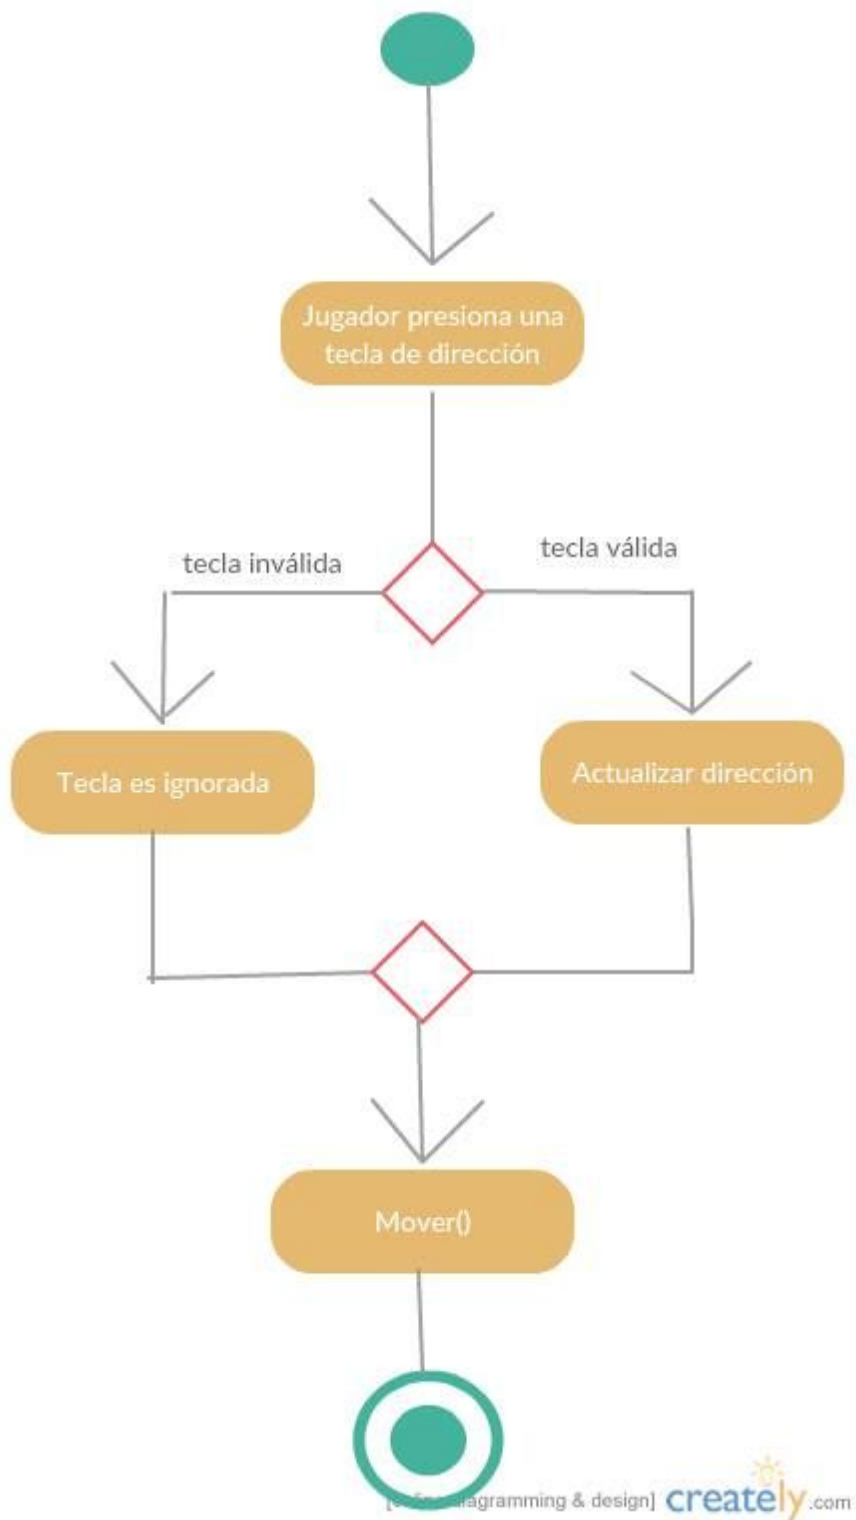 Jugador presiona una
tecla de dirección
tecla inválida
tecla válida
Tecla es ignorada
Actualizar dirección
Mover()
diagramming & design]
creately.com